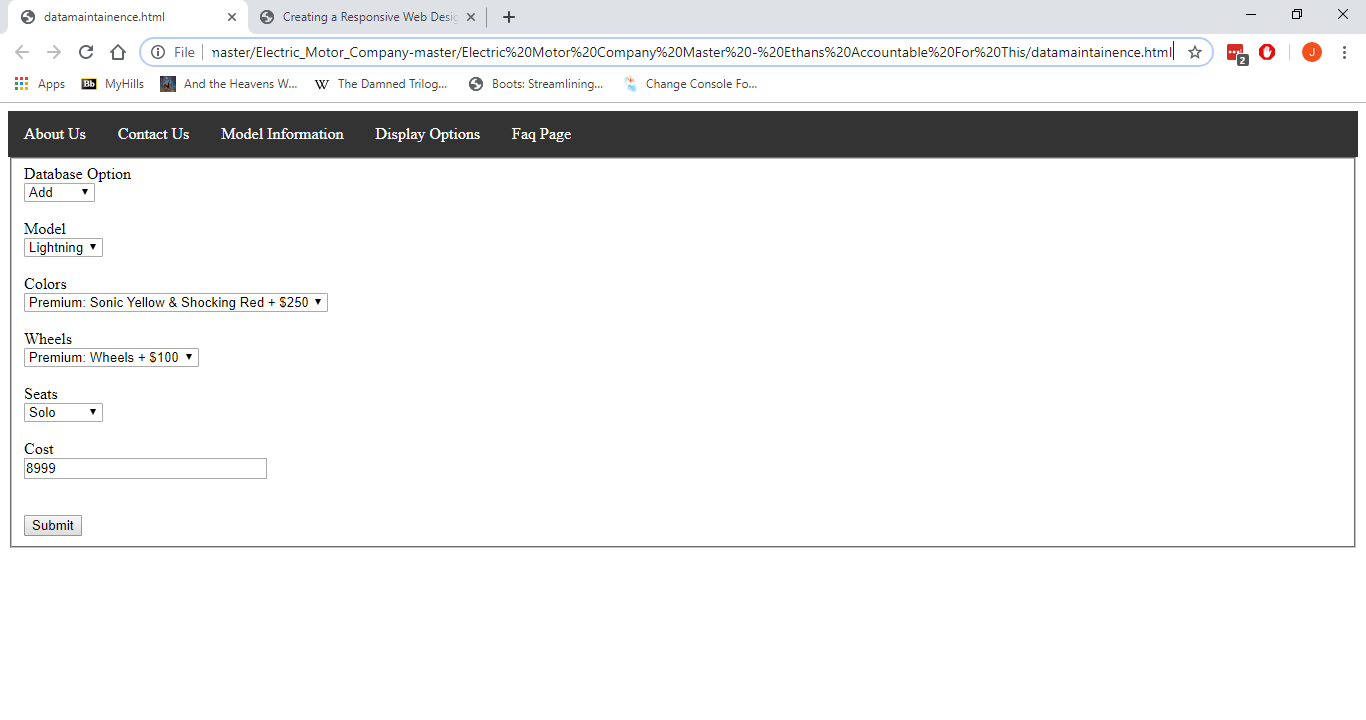 datamaintainence.html
Creating a Responsive Web Desig
File master/Electric_Motor_Company-master/Electric%20Motor%20Company%20Master%20-%20Ethans%20Accountable%20For%20This/datamaintainence.html
2
J
Apps Bb MyHills And the Heavens W... W The Damned Trilog... Boots: Streamlining... Change Console Fo...
About Us Contact Us Model Information Display Options Faq Page
Database Option
Add
Model
Lightning
Colors
Premium: Sonic Yellow & Shocking Red + $250
Wheels
Premium: Wheels + $100
Seats
Solo
Cost
8999
Submit